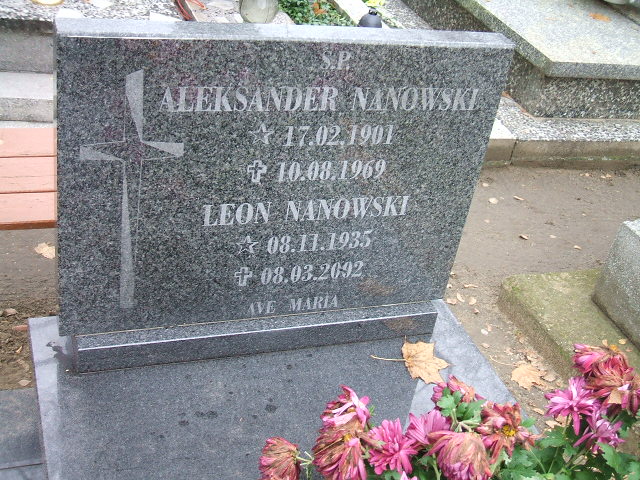 S.P.
ALEKSANDER NANOWSKI
☆ 17.02.1901
✞ 10.08.1969
LEON NANOWSKI
☆ 08.11.1935
✞ 08.03.2092
AVE MARIA